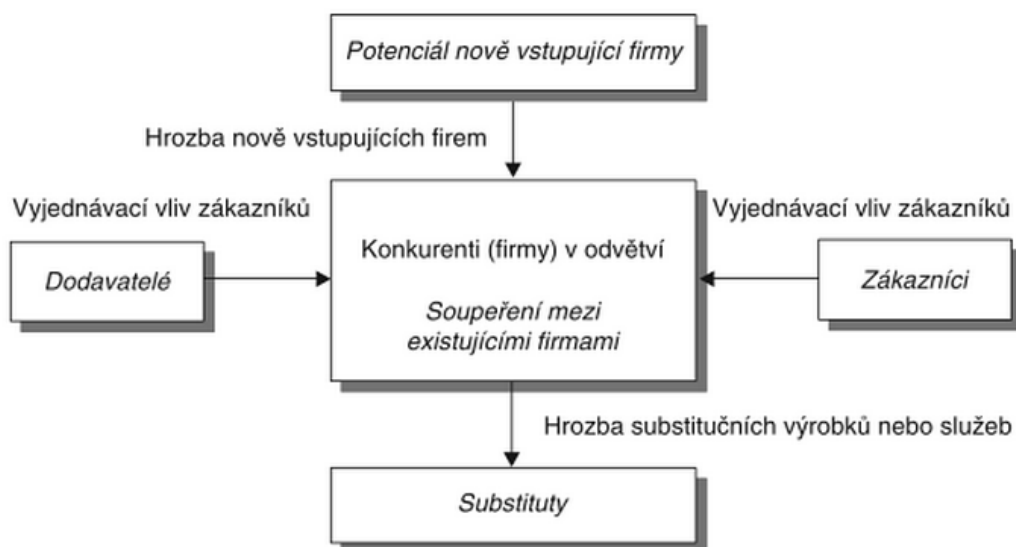 Potenciál nově vstupující firmy
Hrozba nově vstupujících firem
Vyjednávací vliv zákazníků
Vyjednávací vliv zákazníků
Dodavatelé
Konkurenti (firmy) v odvětví
Soupeření mezi
existujícími firmami
Zákazníci
Hrozba substitučních výrobků nebo služeb
Substituty